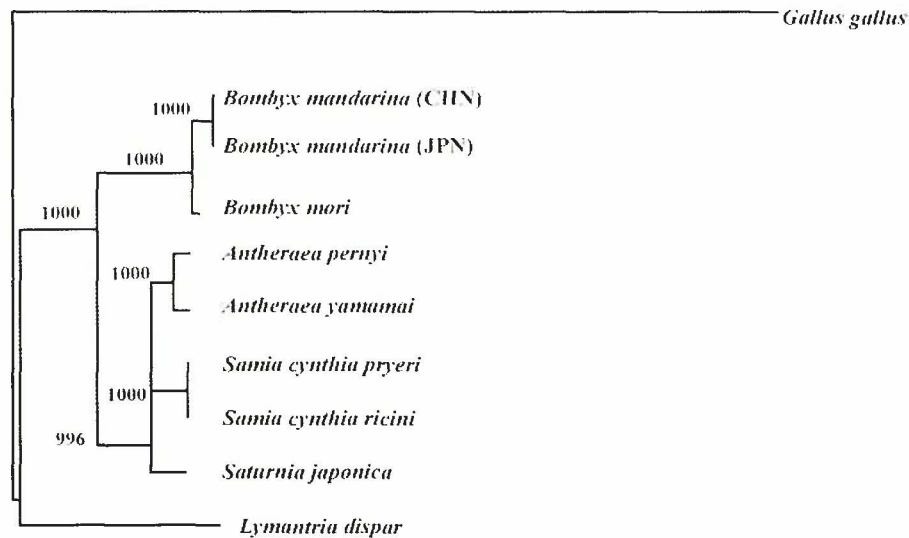 Gallus gallus
1000 Bombyx mandarina (CHN)
1000 Bombyx mandarina (JPN)
1000 Bombyx mori
1000 Antheraea pernyi
Antheraea yamamai
Samia cynthia pryeri
1000
Samia cynthia ricini
996
Saturnia japonica
Lymantria dispar